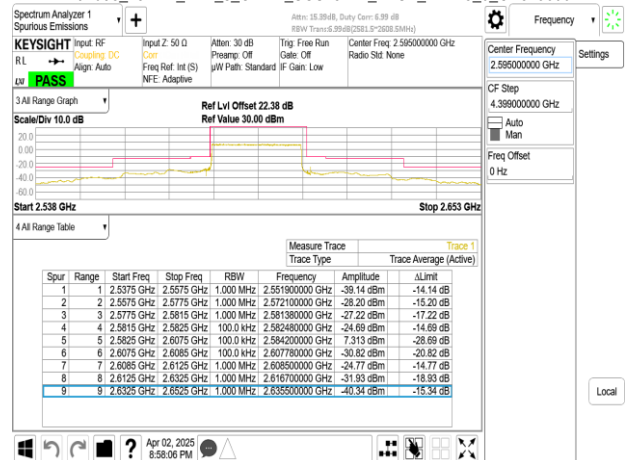 Spectrum Analyzer 1
Spurious Emissions
Attn: 15.39dB, Duty Corr: 6.99 dB
RBW Trans:6.99dB(2581.5~2608.5MHz)
Frequency
KEYSIGHT
RL
PASS
Input: RF
Coupling: DC
Align: Auto
Input Z: 50 Ω
Corr
Freq Ref: Int (S)
NFE: Adaptive
Atten: 30 dB
Preamp: Off
µW Path: Standard
Trig: Free Run
Gate: Off
IF Gain: Low
Center Freq: 2.595000000 GHz
Radio Std: None
Center Frequency
2.595000000 GHz
Settings
CF Step
4.399000000 GHz
Auto
Man
Freq Offset
0 Hz
3 All Range Graph
Scale/Div 10.0 dB
Ref Lvl Offset 22.38 dB
Ref Value 30.00 dBm
20.0
0.00
-20.0
-40.0
-60.0
Start 2.538 GHz
Stop 2.653 GHz
4 All Range Table
Measure Trace Trace 1
Trace Type Trace Average (Active)
Spur Range Start Freq Stop Freq RBW Frequency Amplitude ΔLimit
1 1 2.5375 GHz 2.5575 GHz 1.000 MHz 2.551900000 GHz -39.14 dBm -14.14 dB
2 2 2.5575 GHz 2.5775 GHz 1.000 MHz 2.572100000 GHz -28.20 dBm -15.20 dB
3 3 2.5775 GHz 2.5815 GHz 1.000 MHz 2.581380000 GHz -27.22 dBm -17.22 dB
4 4 2.5815 GHz 2.5825 GHz 100.0 kHz 2.582480000 GHz -24.69 dBm -14.69 dB
5 5 2.5825 GHz 2.6075 GHz 100.0 kHz 2.584200000 GHz 7.313 dBm -28.69 dB
6 6 2.6075 GHz 2.6085 GHz 100.0 kHz 2.607780000 GHz -30.82 dBm -20.82 dB
7 7 2.6085 GHz 2.6125 GHz 1.000 MHz 2.608500000 GHz -24.77 dBm -14.77 dB
8 8 2.6125 GHz 2.6325 GHz 1.000 MHz 2.616700000 GHz -31.93 dBm -18.93 dB
9 9 2.6325 GHz 2.6525 GHz 1.000 MHz 2.635500000 GHz -40.34 dBm -15.34 dB
Local
Apr 02, 2025
8:58:06 PM